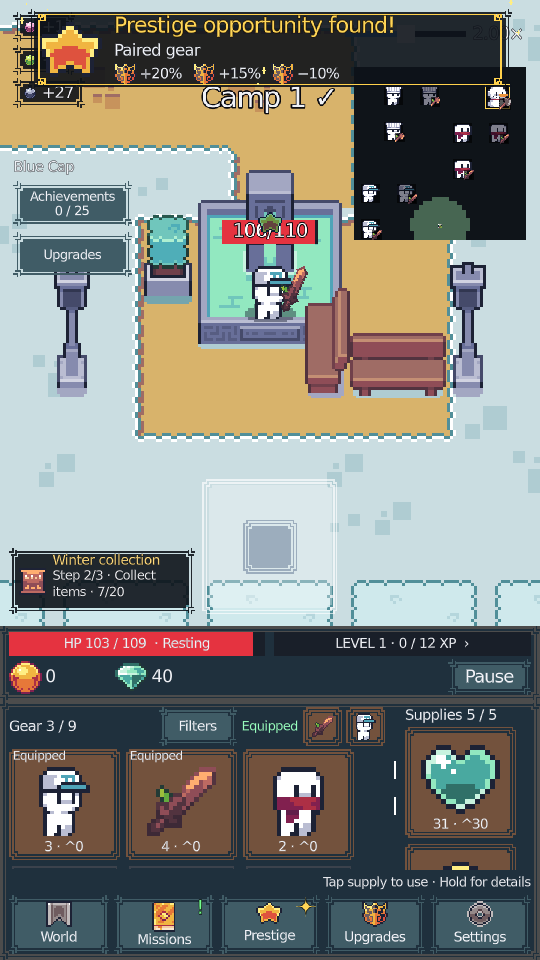 Prestige opportunity found!
Paired gear
+20% +15% −10%
+27
Camp 1 ✓
Blue Cap
Achievements
0 / 25
Upgrades
Winter collection
Step 2/3 · Collect
items · 7/20
HP 103 / 109 · Resting
LEVEL 1 · 0 / 12 XP ›
0
40
Pause
Gear 3 / 9
Filters
Equipped
Supplies 5 / 5
Equipped
Equipped
3 · ^0
4 · ^0
2 · ^0
31 · ^30
Tap supply to use · Hold for details
World
Missions
Prestige
Upgrades
Settings